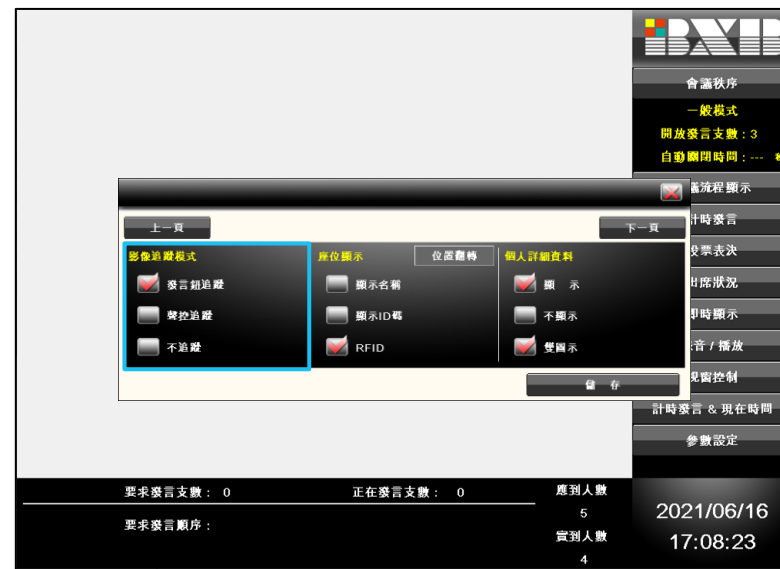 BXB
會議秩序
一般模式
開放發言支數：3
自動關閉時間：---
議流程顯示
計時發言
投票表決
出席狀況
即時顯示
音 / 播放
視窗控制
計時發言 & 現在時間
參數設定
上一頁
下一頁
影像追蹤模式
發言鈕追蹤
聲控追蹤
不追蹤
座位顯示
位置翻轉
顯示名稱
顯示ID碼
RFID
個人詳細資料
顯 示
不顯示
雙圖示
儲 存
要求發言支數： 0
正在發言支數： 0
要求發言順序：
應到人數
5
實到人數
4
2021/06/16
17:08:23